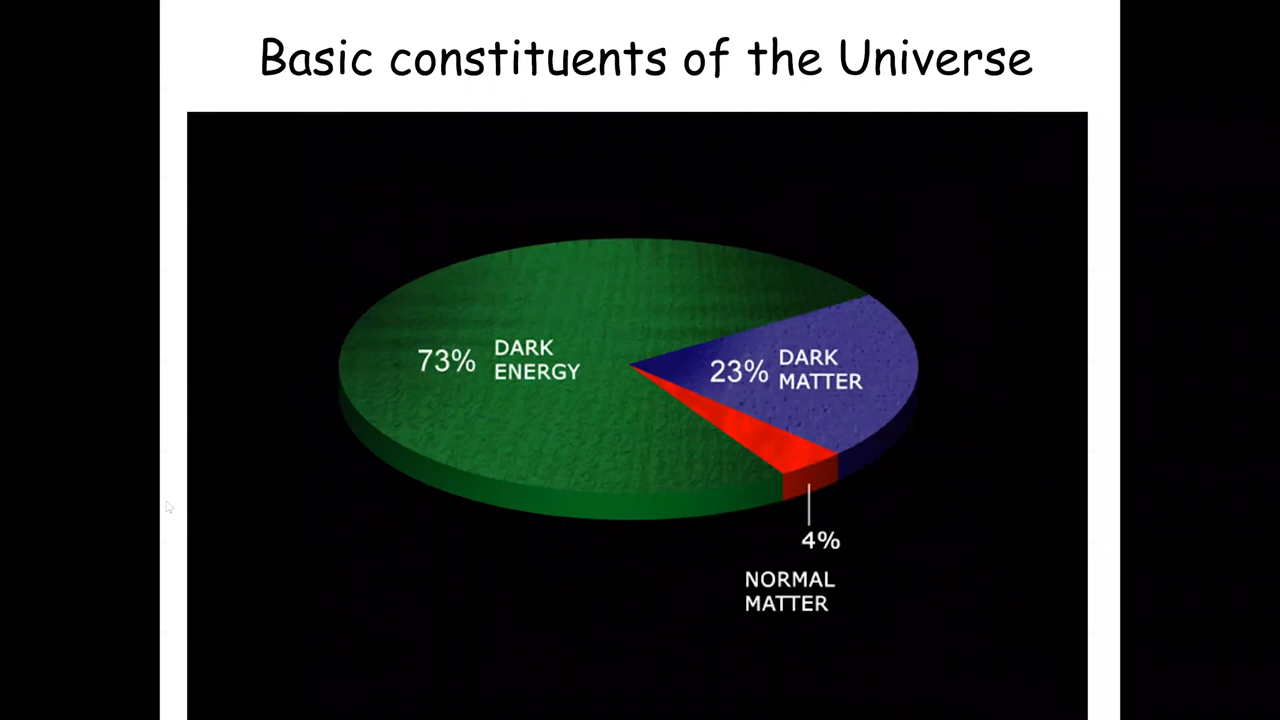 Basic constituents of the Universe
73% DARK ENERGY
23% DARK MATTER
4%
NORMAL
MATTER